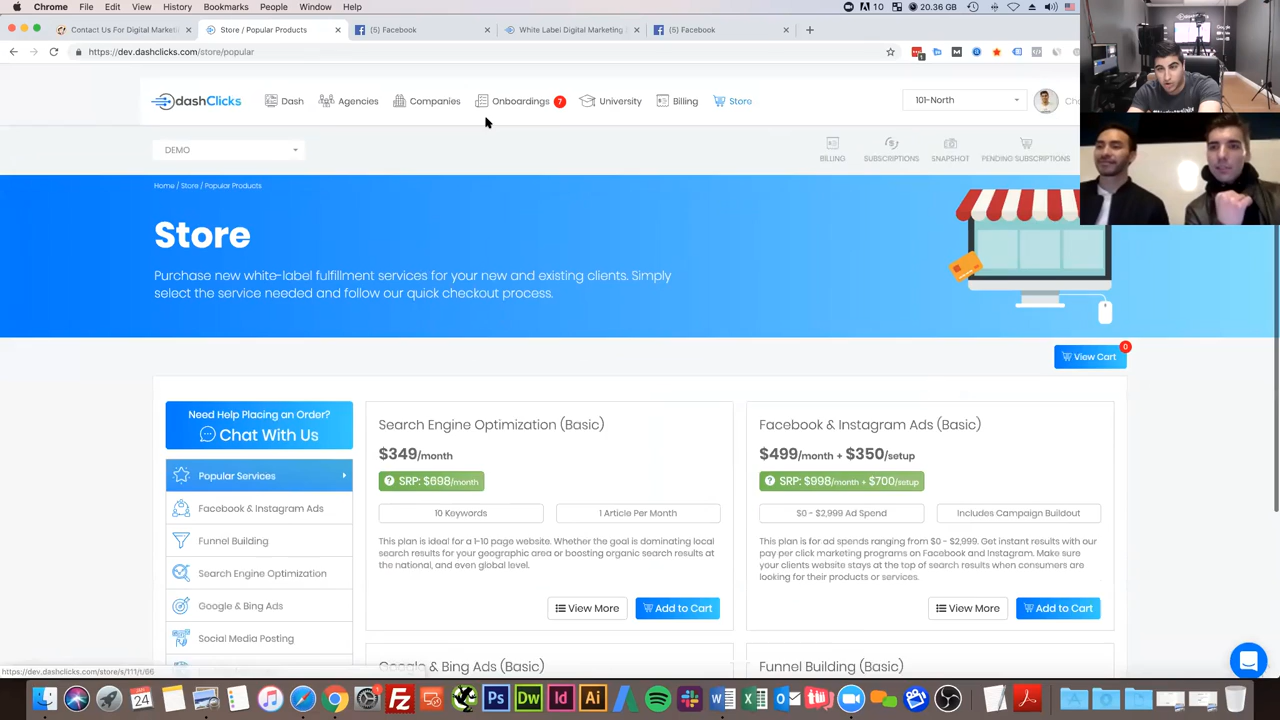 Chrome File Edit View History Bookmarks People Window Help 10 20.36 GB
Contact Us For Digital Marketi Store / Popular Products (5) Facebook White Label Digital Marketing (5) Facebook
https://dev.dashclicks.com/store/popular
dashClicks Dash Agencies Companies Onboardings 7 University Billing Store 101-North
DEMO BILLING SUBSCRIPTIONS SNAPSHOT PENDING SUBSCRIPTIONS
Home / Store / Popular Products
Store
Purchase new white-label fulfillment services for your new and existing clients. Simply
select the service needed and follow our quick checkout process.
View Cart 0
Need Help Placing an Order?
Chat With Us
Popular Services
Facebook & Instagram Ads
Funnel Building
Search Engine Optimization
Google & Bing Ads
Social Media Posting
Search Engine Optimization (Basic)
$349/month
SRP: $698/month
10 Keywords 1 Article Per Month
This plan is ideal for a 1-10 page website. Whether the goal is dominating local
search results for your geographic area or boosting organic search results at
the national, and even global level.
View More Add to Cart
Facebook & Instagram Ads (Basic)
$499/month + $350/setup
SRP: $998/month + $700/setup
$0 - $2,999 Ad Spend Includes Campaign Buildout
This plan is for ad spends ranging from $0 - $2,999. Get instant results with our
pay per click marketing programs on Facebook and Instagram. Make sure
your clients website stays at the top of search results when consumers are
looking for their products or services.
View More Add to Cart
Google & Bing Ads (Basic)
Funnel Building (Basic)
https://dev.dashclicks.com/store/s/111/t/66
24 Ps Dw Id Ai